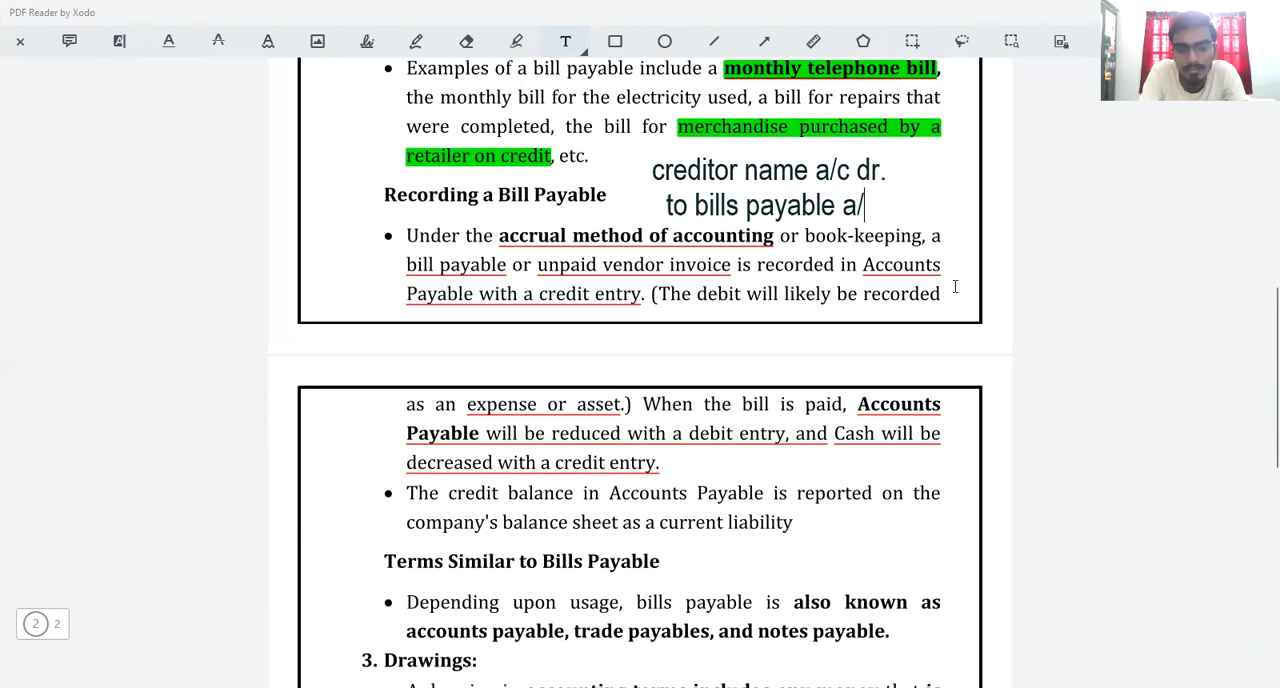 PDF Reader by Xodo
• Examples of a bill payable include a monthly telephone bill,
the monthly bill for the electricity used, a bill for repairs that
were completed, the bill for merchandise purchased by a
retailer on credit, etc.
creditor name a/c dr.
Recording a Bill Payable
to bills payable a/
• Under the accrual method of accounting or book-keeping, a
bill payable or unpaid vendor invoice is recorded in Accounts
Payable with a credit entry. (The debit will likely be recorded
as an expense or asset.) When the bill is paid, Accounts
Payable will be reduced with a debit entry, and Cash will be
decreased with a credit entry.
• The credit balance in Accounts Payable is reported on the
company's balance sheet as a current liability
Terms Similar to Bills Payable
• Depending upon usage, bills payable is also known as
accounts payable, trade payables, and notes payable.
2 2
3. Drawings: